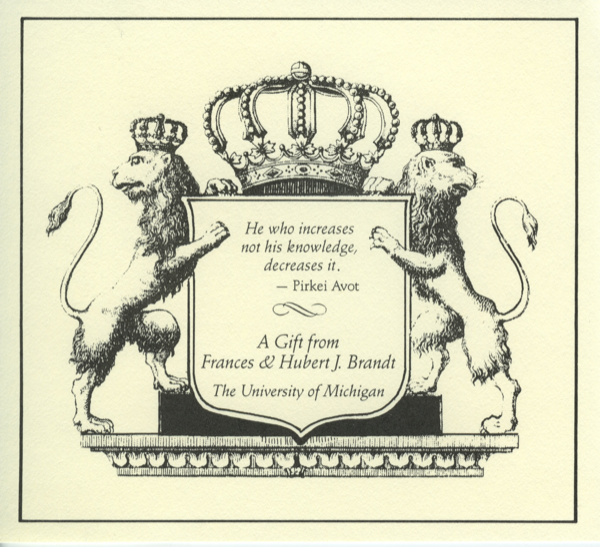 He who increases
not his knowledge,
decreases it.
— Pirkei Avot
A Gift from
Frances & Hubert J. Brandt
The University of Michigan